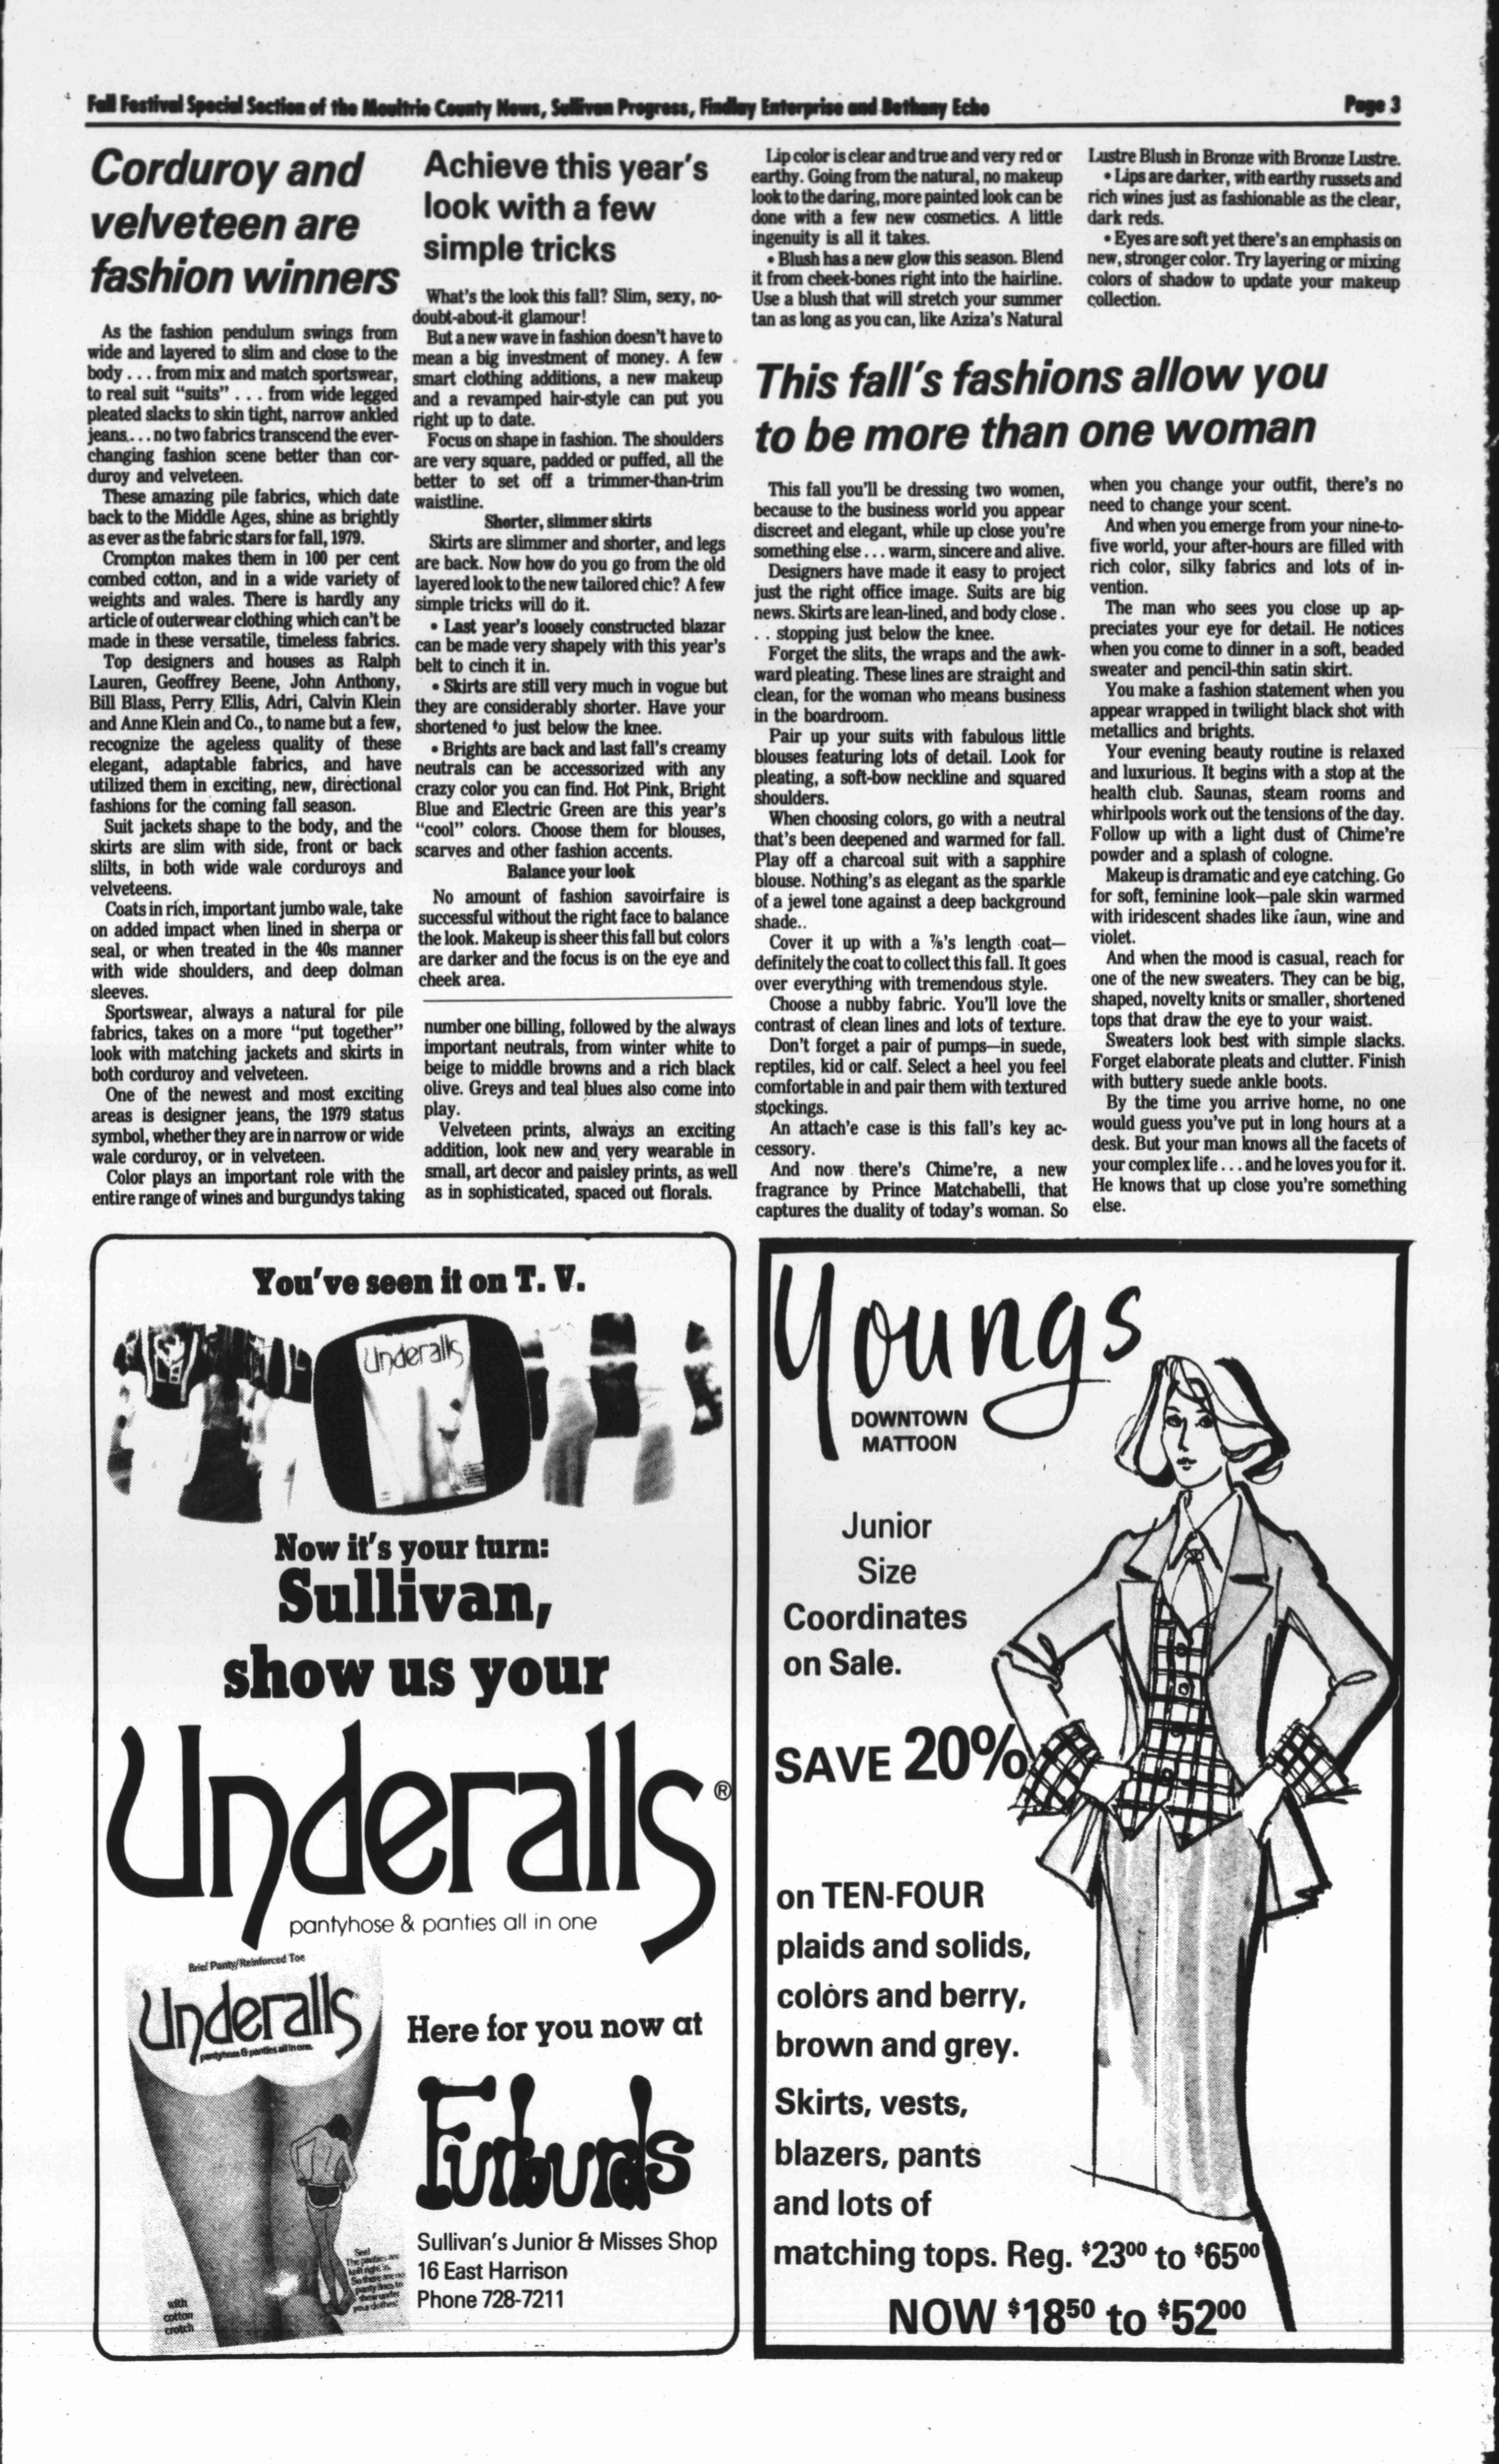 Fall Festival Special Section of the Moultrie County News, Sullivan Progress, Findlay Enterprise and Bethany Echo
Page 3
Corduroy and
velveteen are
fashion winners
As the fashion pendulum swings from
wide and layered to slim and close to the
body . . . from mix and match sportswear,
to real suit "suits" . . . from wide legged
pleated slacks to skin tight, narrow ankled
jeans. . . no two fabrics transcend the ever-
changing fashion scene better than cor-
duroy and velveteen.
These amazing pile fabrics, which date
back to the Middle Ages, shine as brightly
as ever as the fabric stars for fall, 1979.
Crompton makes them in 100 per cent
combed cotton, and in a wide variety of
weights and wales. There is hardly any
article of outerwear clothing which can't be
made in these versatile, timeless fabrics.
Top designers and houses as Ralph
Lauren, Geoffrey Beene, John Anthony,
Bill Blass, Perry Ellis, Adri, Calvin Klein
and Anne Klein and Co., to name but a few,
recognize the ageless quality of these
elegant, adaptable fabrics, and have
utilized them in exciting, new, directional
fashions for the coming fall season.
Suit jackets shape to the body, and the
skirts are slim with side, front or back
slilts, in both wide wale corduroys and
velveteens.
Coats in rich, important jumbo wale, take
on added impact when lined in sherpa or
seal, or when treated in the 40s manner
with wide shoulders, and deep dolman
sleeves.
Sportswear, always a natural for pile
fabrics, takes on a more "put together"
look with matching jackets and skirts in
both corduroy and velveteen.
One of the newest and most exciting
areas is designer jeans, the 1979 status
symbol, whether they are in narrow or wide
wale corduroy, or in velveteen.
Color plays an important role with the
entire range of wines and burgundys taking
number one billing, followed by the always
important neutrals, from winter white to
beige to middle browns and a rich black
olive. Greys and teal blues also come into
play.
Velveteen prints, always an exciting
addition, look new and very wearable in
small, art decor and paisley prints, as well
as in sophisticated, spaced out florals.
Achieve this year's
look with a few
simple tricks
What's the look this fall? Slim, sexy, no-
doubt-about-it glamour!
But a new wave in fashion doesn't have to
mean a big investment of money. A few
smart clothing additions, a new makeup
and a revamped hair-style can put you
right up to date.
Focus on shape in fashion. The shoulders
are very square, padded or puffed, all the
better to set off a trimmer-than-trim
waistline.
Shorter, slimmer skirts
Skirts are slimmer and shorter, and legs
are back. Now how do you go from the old
layered look to the new tailored chic? A few
simple tricks will do it.
• Last year's loosely constructed blazar
can be made very shapely with this year's
belt to cinch it in.
• Skirts are still very much in vogue but
they are considerably shorter. Have your
shortened to just below the knee.
• Brights are back and last fall's creamy
neutrals can be accessorized with any
crazy color you can find. Hot Pink, Bright
Blue and Electric Green are this year's
"cool" colors. Choose them for blouses,
scarves and other fashion accents.
Balance your look
No amount of fashion savoirfaire is
successful without the right face to balance
the look. Makeup is sheer this fall but colors
are darker and the focus is on the eye and
cheek area.
Lip color is clear and true and very red or
earthy. Going from the natural, no makeup
look to the daring, more painted look can be
done with a few new cosmetics. A little
ingenuity is all it takes.
• Blush has a new glow this season. Blend
it from cheek-bones right into the hairline.
Use a blush that will stretch your summer
tan as long as you can, like Aziza's Natural
Lustre Blush in Bronze with Bronze Lustre.
• Lips are darker, with earthy russets and
rich wines just as fashionable as the clear,
dark reds.
• Eyes are soft yet there's an emphasis on
new, stronger color. Try layering or mixing
colors of shadow to update your makeup
collection.
This fall's fashions allow you
to be more than one woman
This fall you'll be dressing two women,
because to the business world you appear
discreet and elegant, while up close you're
something else . . . warm, sincere and alive.
Designers have made it easy to project
just the right office image. Suits are big
news. Skirts are lean-lined, and body close .
. . stopping just below the knee.
Forget the slits, the wraps and the awk-
ward pleating. These lines are straight and
clean, for the woman who means business
in the boardroom.
Pair up your suits with fabulous little
blouses featuring lots of detail. Look for
pleating, a soft-bow neckline and squared
shoulders.
When choosing colors, go with a neutral
that's been deepened and warmed for fall.
Play off a charcoal suit with a sapphire
blouse. Nothing's as elegant as the sparkle
of a jewel tone against a deep background
shade..
Cover it up with a ⅞'s length coat—
definitely the coat to collect this fall. It goes
over everything with tremendous style.
Choose a nubby fabric. You'll love the
contrast of clean lines and lots of texture.
Don't forget a pair of pumps—in suede,
reptiles, kid or calf. Select a heel you feel
comfortable in and pair them with textured
stockings.
An attach'e case is this fall's key ac-
cessory.
And now there's Chime're, a new
fragrance by Prince Matchabelli, that
captures the duality of today's woman. So
when you change your outfit, there's no
need to change your scent.
And when you emerge from your nine-to-
five world, your after-hours are filled with
rich color, silky fabrics and lots of in-
vention.
The man who sees you close up ap-
preciates your eye for detail. He notices
when you come to dinner in a soft, beaded
sweater and pencil-thin satin skirt.
You make a fashion statement when you
appear wrapped in twilight black shot with
metallics and brights.
Your evening beauty routine is relaxed
and luxurious. It begins with a stop at the
health club. Saunas, steam rooms and
whirlpools work out the tensions of the day.
Follow up with a light dust of Chime're
powder and a splash of cologne.
Makeup is dramatic and eye catching. Go
for soft, feminine look—pale skin warmed
with iridescent shades like faun, wine and
violet.
And when the mood is casual, reach for
one of the new sweaters. They can be big,
shaped, novelty knits or smaller, shortened
tops that draw the eye to your waist.
Sweaters look best with simple slacks.
Forget elaborate pleats and clutter. Finish
with buttery suede ankle boots.
By the time you arrive home, no one
would guess you've put in long hours at a
desk. But your man knows all the facets of
your complex life . . . and he loves you for it.
He knows that up close you're something
else.
You've seen it on T. V.
Underalls
Now it's your turn:
Sullivan,
show us your
Underalls®
pantyhose & panties all in one
Brief Panty/Reinforced Toe
Underalls
pantyhose & panties all in one.
See!
The panties are
knit right in.
So there are no
panty lines to
show under
your clothes!
with
cotton
crotch
Here for you now at
Sullivan's Junior & Misses Shop
16 East Harrison
Phone 728-7211
Youngs
DOWNTOWN
MATTOON
Junior
Size
Coordinates
on Sale.
SAVE 20%
on TEN-FOUR
plaids and solids,
colors and berry,
brown and grey.
Skirts, vests,
blazers, pants
and lots of
matching tops. Reg. $23⁰⁰ to $65⁰⁰
NOW $18⁵⁰ to $52⁰⁰